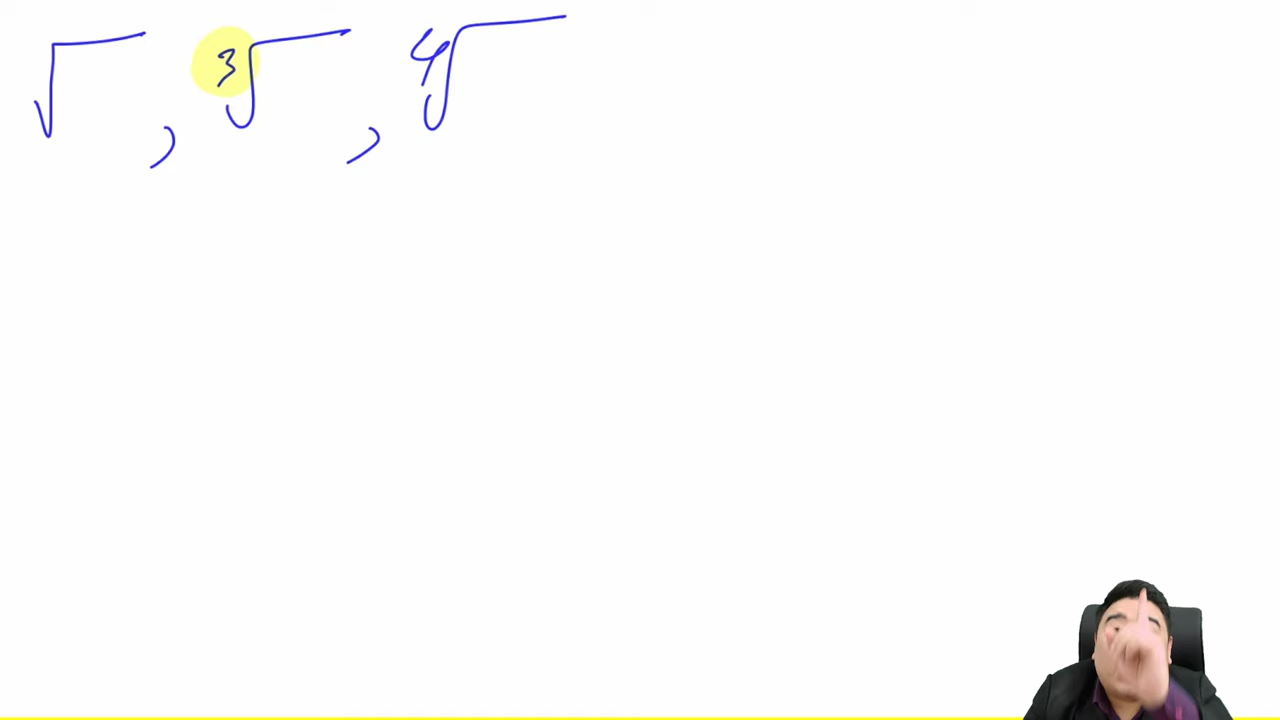 √ , ∛ , ∜